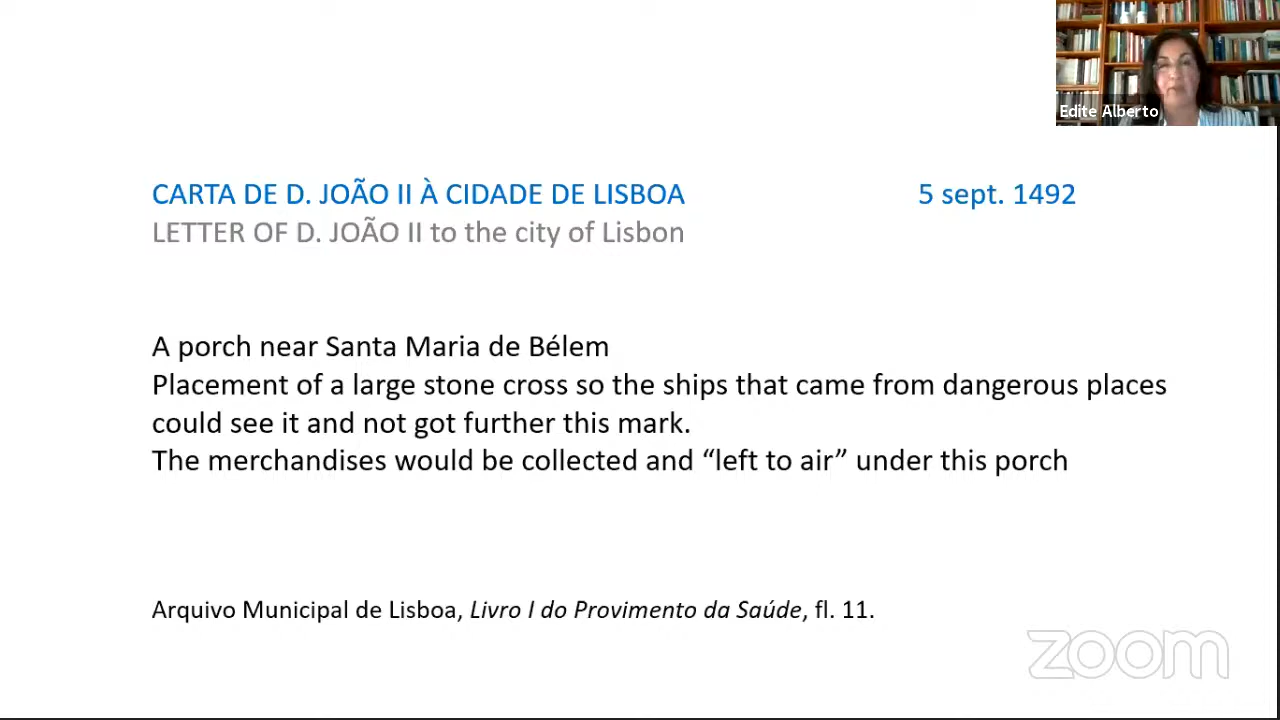 Edite Alberto
CARTA DE D. JOÃO II À CIDADE DE LISBOA 5 sept. 1492
LETTER OF D. JOÃO II to the city of Lisbon
A porch near Santa Maria de Bélem
Placement of a large stone cross so the ships that came from dangerous places
could see it and not got further this mark.
The merchandises would be collected and “left to air” under this porch
Arquivo Municipal de Lisboa, Livro I do Provimento da Saúde, fl. 11.
zoom